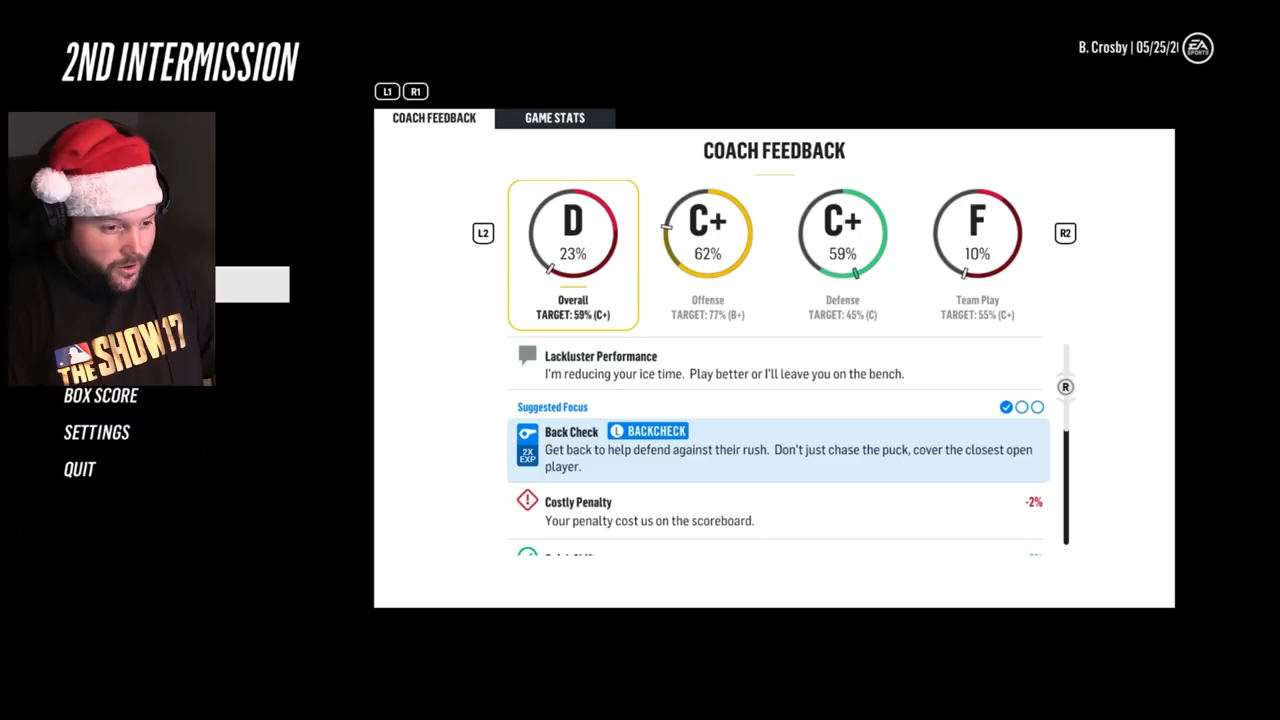 2ND INTERMISSION
B. Crosby | 05/25/2
EA SPORTS
L1 R1
COACH FEEDBACK GAME STATS
COACH FEEDBACK
L2
D
23%
Overall
TARGET: 59% (C+)
C+
62%
Offense
TARGET: 77% (B+)
C+
59%
Defense
TARGET: 45% (C)
F
10%
Team Play
TARGET: 55% (C+)
R2
Lackluster Performance
I'm reducing your ice time. Play better or I'll leave you on the bench.
R
Suggested Focus
Back Check L BACKCHECK
2X EXP
Get back to help defend against their rush. Don't just chase the puck, cover the closest open
player.
Costly Penalty -2%
Your penalty cost us on the scoreboard.
MLB
THE SHOW 17
BOX SCORE
SETTINGS
QUIT